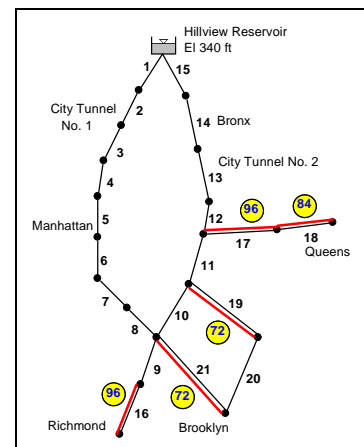 Hillview Reservoir
El 340 ft
1
15
City Tunnel
No. 1
2
14
Bronx
3
City Tunnel No. 2
4
13
96
84
12
Manhattan
5
17
18
Queens
6
11
19
7
10
72
8
9
21
20
96
72
16
Richmond
Brooklyn